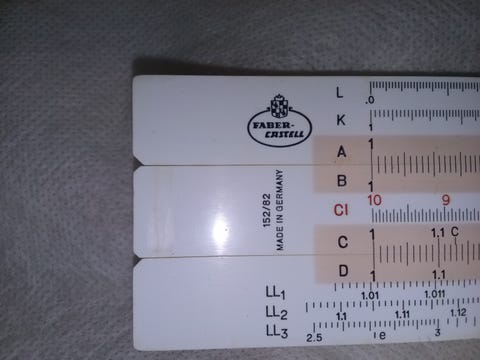 L .0
K 1
FABER-
CASTELL
A 1
B 1
152/82
MADE IN GERMANY
CI 10 9
C 1 1.1 C
D 1 1.1
LL1 1.01 1.011
LL2 1.1 1.11 1.12
LL3 2.5 e 3